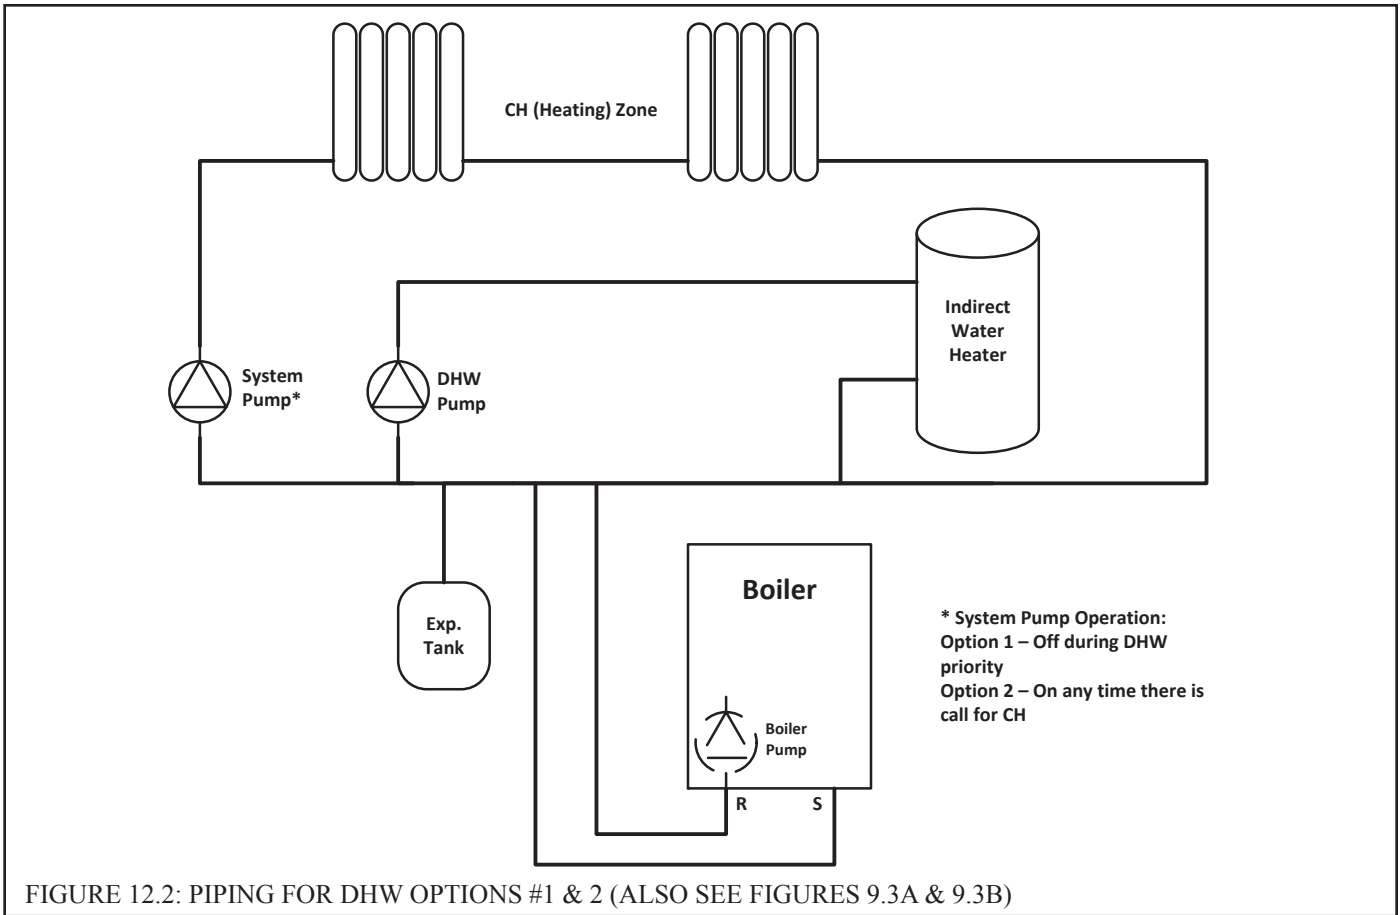 CH (Heating) Zone
Indirect
Water
Heater
System
Pump*
DHW
Pump
Exp.
Tank
Boiler
Boiler
Pump
R
S
* System Pump Operation:
Option 1 – Off during DHW
priority
Option 2 – On any time there is
call for CH
FIGURE 12.2: PIPING FOR DHW OPTIONS #1 & 2 (ALSO SEE FIGURES 9.3A & 9.3B)